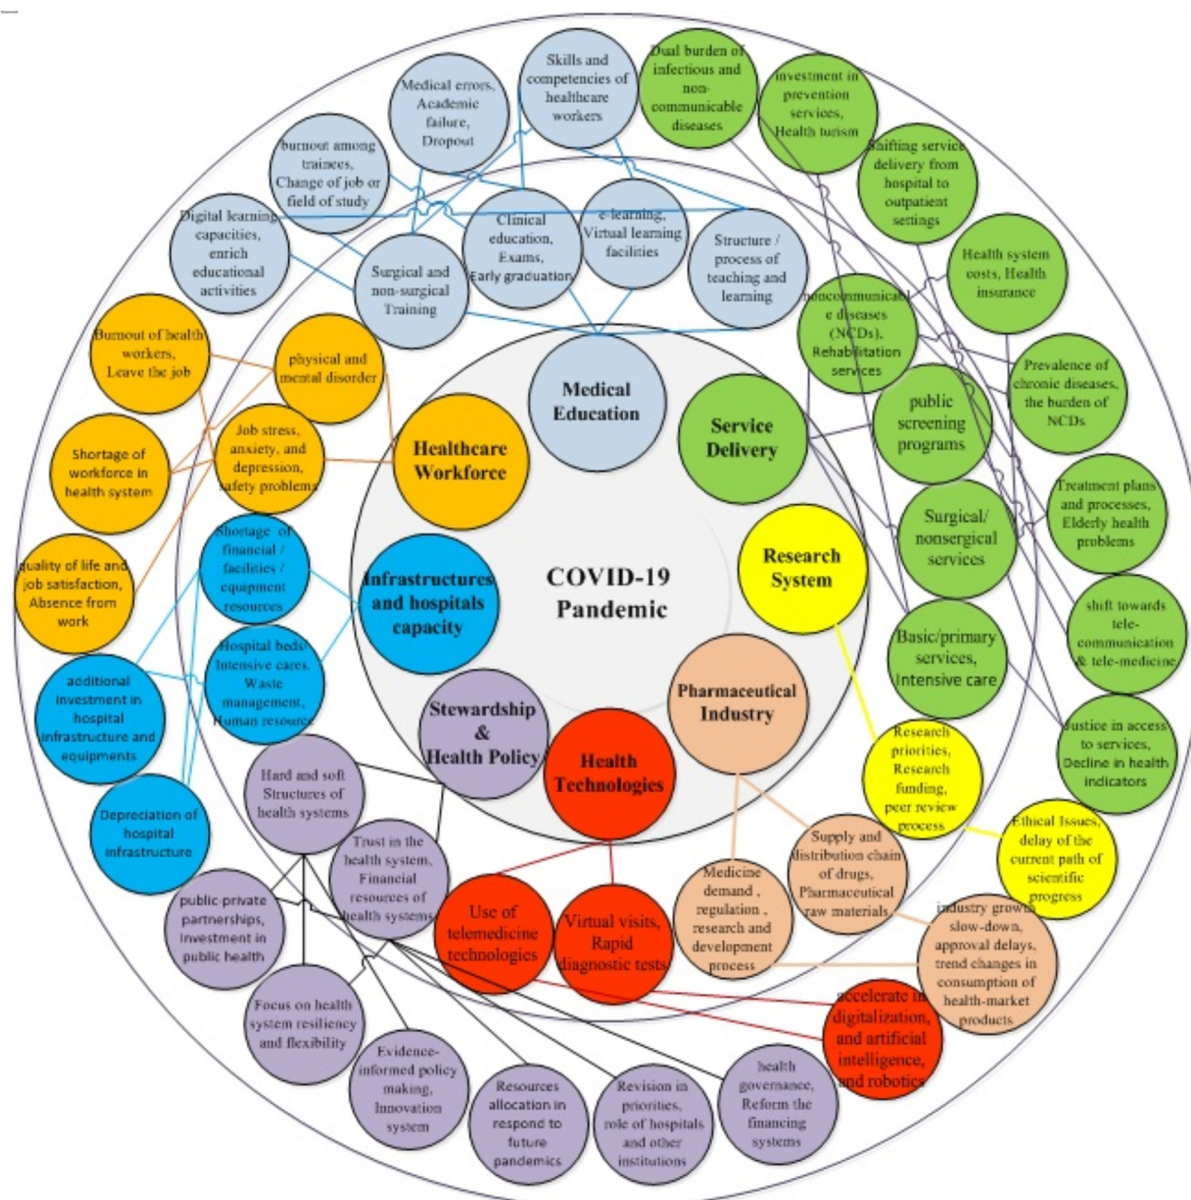 Skills and
competencies of
healthcare
workers
Dual burden of
infectious and
non-
communicable
diseases
investment in
prevention
services,
Health turism
Medical errors,
Academic
failure,
Dropout
burnout among
trainees,
Change of job or
field of study
Shifting service
delivery from
hospital to
outpatient
settings
Digital learning
capacities,
enrich
educational
activities
Surgical and
non-surgical
Training
Clinical
education,
Exams,
Early graduation
e-learning,
Virtual learning
facilities
Structure /
process of
teaching and
learning
Health system
costs, Health
insurance
noncommunicabl
e diseases
(NCDs),
Rehabilitation
services
Burnout of health
workers,
Leave the job
physical and
mental disorder
Prevalence of
chronic diseases,
the burden of
NCDs
Medical
Education
Service
Delivery
public
screening
programs
Healthcare
Workforce
Job stress,
anxiety, and
depression,
safety problems
Shortage of
workforce in
health system
Treatment plans
and processes,
Elderly health
problems
Surgical/
nonsergical
services
Research
System
COVID-19
Pandemic
Infrastructures
and hospitals
capacity
Shortage of
financial /
facilities /
equipment
resources
quality of life and
job satisfaction,
Absence from
work
shift towards
tele-
communication
& tele-medicine
Basic/primary
services,
Intensive care
Hospital beds/
Intensive cares.
Waste
management,
Human resource
Pharmaceutical
Industry
Stewardship
&
Health Policy
Health
Technologies
additional
investment in
hospital
infrastructure and
equipments
Justice in access
to services,
Decline in health
indicators
Research
priorities,
Research
funding,
peer review
process
Hard and soft
Structures of
health systems
Depreciation of
hospital
infrastructure
Trust in the
health system,
Financial
resources of
health systems
Supply and
distribution chain
of drugs,
Pharmaceutical
raw materials,
Ethical Issues,
delay of the
current path of
scientific
progress
Medicine
demand ,
regulation ,
research and
development
process
Use of
telemedicine
technologies
Virtual visits,
Rapid
diagnostic tests
public-private
partnerships,
Investment in
public health
industry growth
slow-down,
approval delays,
trend changes in
consumption of
health-market
products
Focus on health
system resiliency
and flexibility
accelerate in
digitalization,
and artificial
intelligence,
and robotics
Evidence-
informed policy
making,
Innovation
system
Resources
allocation in
respond to
future
pandemics
Revision in
priorities,
role of hospitals
and other
institutions
health
governance,
Reform the
financing
systems